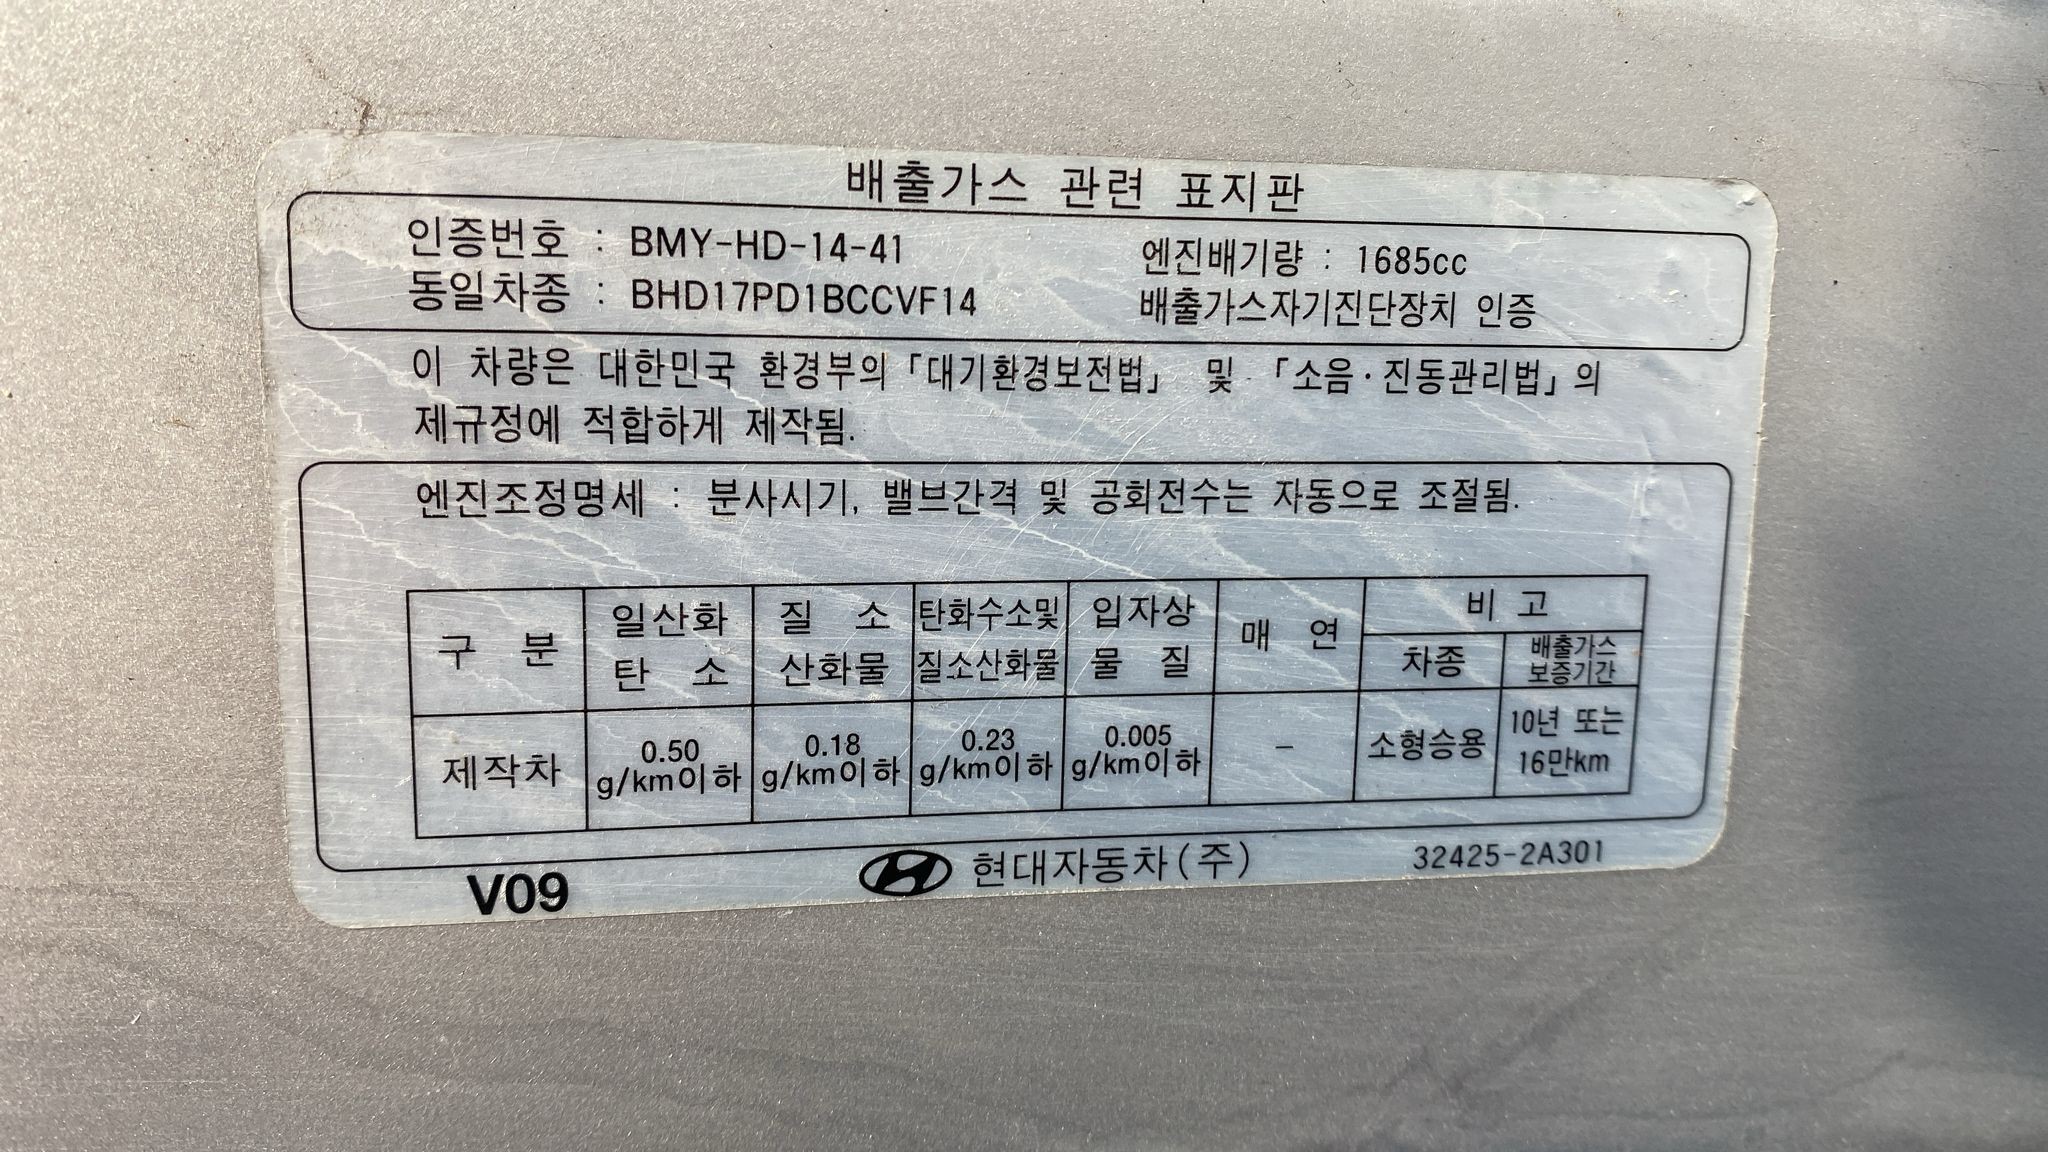 배출가스 관련 표지판
인증번호 : BMY-HD-14-41 엔진배기량 : 1685cc
동일차종 : BHD17PD1BCCVF14 배출가스자기진단장치 인증
이 차량은 대한민국 환경부의 「대기환경보전법」 및 「소음·진동관리법」의
제규정에 적합하게 제작됨.
엔진조정명세 : 분사시기, 밸브간격 및 공회전수는 자동으로 조절됨.
구 분 일산화 탄 소 질 소 산화물 탄화수소및 질소산화물 입자상 물 질 매 연 비 고
차종 배출가스 보증기간
제작차 0.50 g/km이하 0.18 g/km이하 0.23 g/km이하 0.005 g/km이하 - 소형승용 10년 또는 16만km
V09 현대자동차(주) 32425-2A301